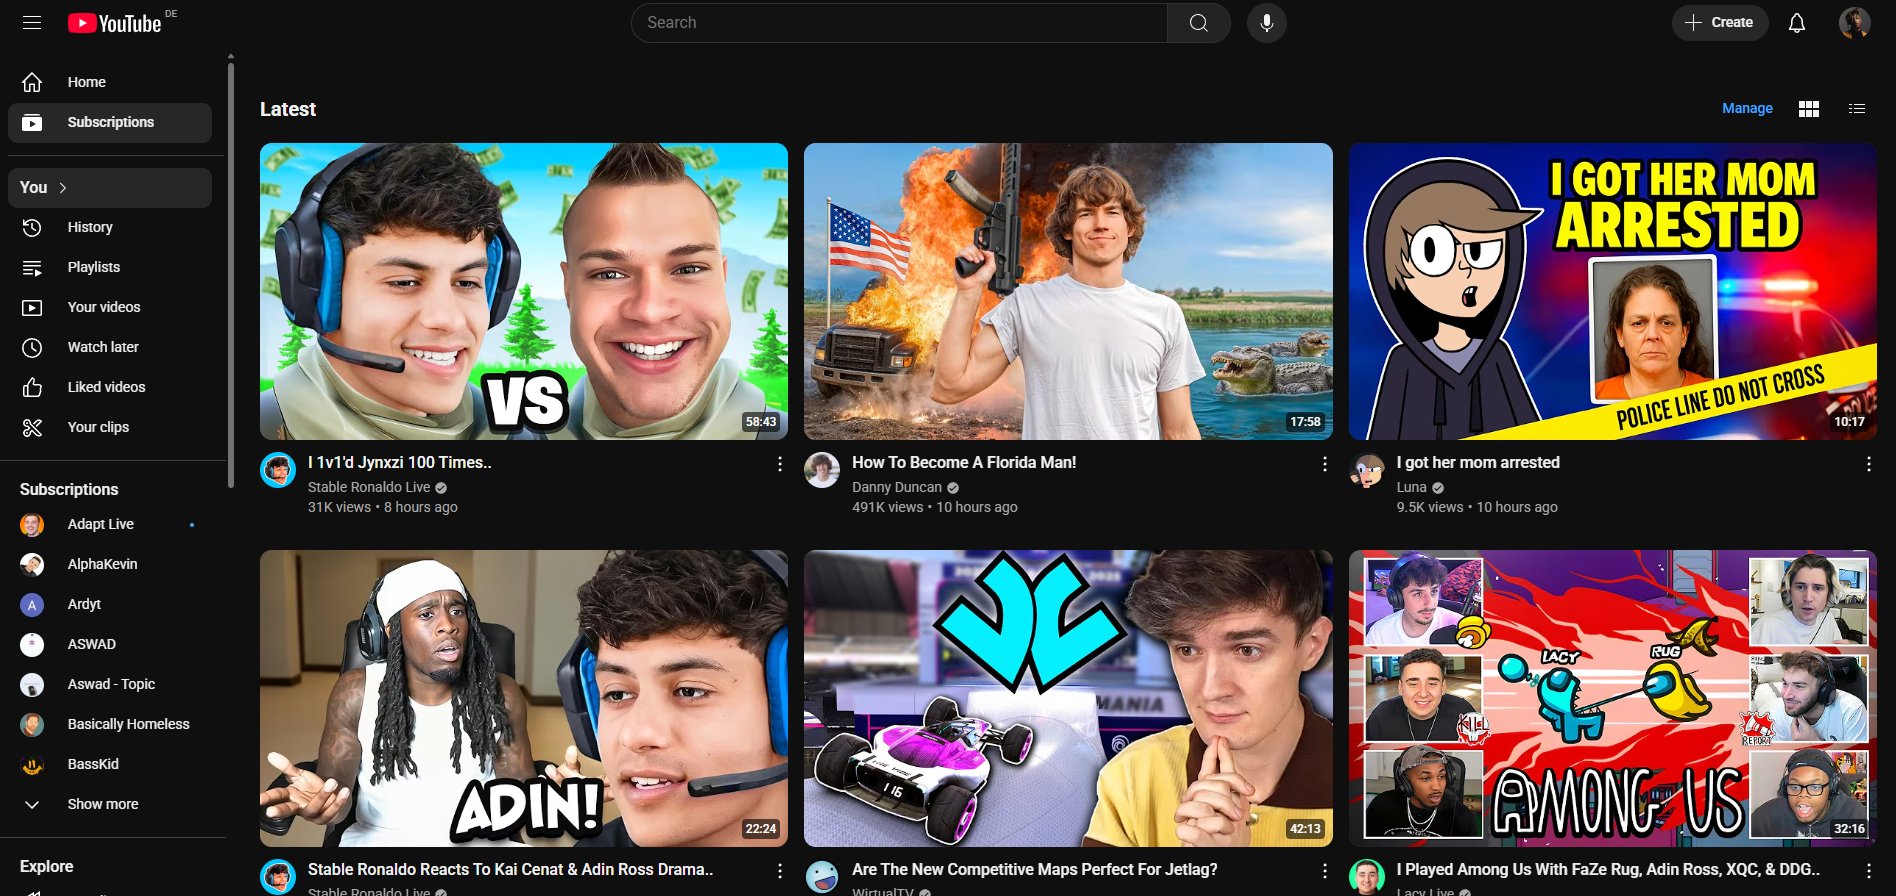 YouTube DE
Search
Create
Home
Subscriptions
You
History
Playlists
Your videos
Watch later
Liked videos
Your clips
Subscriptions
Adapt Live
AlphaKevin
A Ardyt
ASWAD
Aswad - Topic
Basically Homeless
BassKid
Show more
Explore
Latest
Manage
VS
58:43
I 1v1'd Jynxzi 100 Times..
Stable Ronaldo Live
31K views • 8 hours ago
17:58
How To Become A Florida Man!
Danny Duncan
491K views • 10 hours ago
I GOT HER MOM
ARRESTED
POLICE LINE DO NOT CROSS
10:17
I got her mom arrested
Luna
9.5K views • 10 hours ago
ADIN!
22:24
Stable Ronaldo Reacts To Kai Cenat & Adin Ross Drama..
Stable Ronaldo Live
MANIA
42:13
Are The New Competitive Maps Perfect For Jetlag?
WirtualTV
LACY
RUG
KILL
REPORT
AMONG US
32:16
I Played Among Us With FaZe Rug, Adin Ross, XQC, & DDG..
Lacy Live